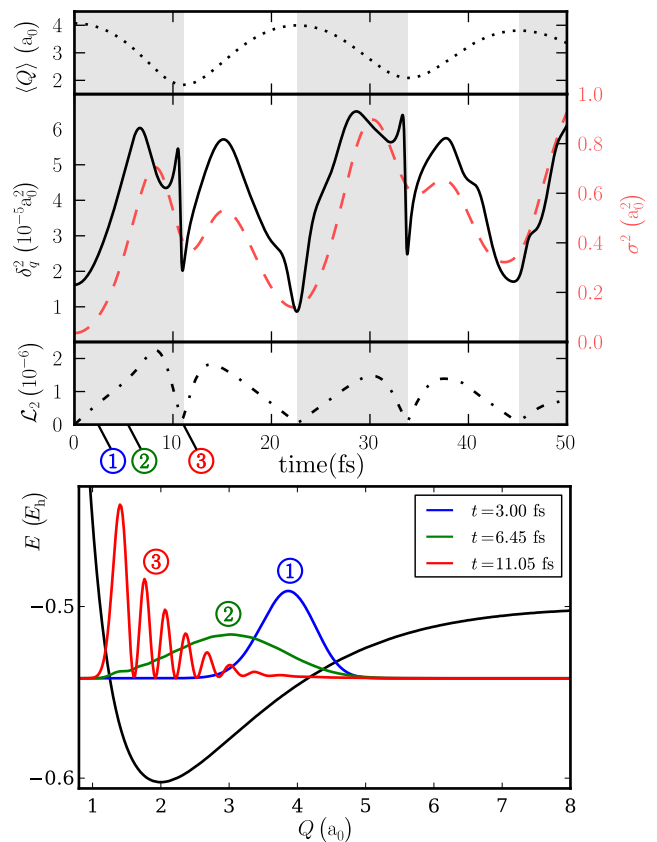 ⟨Q⟩ (a₀)
4
3
2
δ_q² (10⁻⁵a₀²)
6
5
4
3
2
1
σ² (a₀²)
1.0
0.8
0.6
0.4
0.2
0.0
ℒ₂ (10⁻⁶)
2
1
0
0 10 20 30 40 50
time(fs)
1 2 3
E (E_h)
t=3.00 fs
t=6.45 fs
t=11.05 fs
3
1
2
−0.5
−0.6
1 2 3 4 5 6 7 8
Q (a₀)